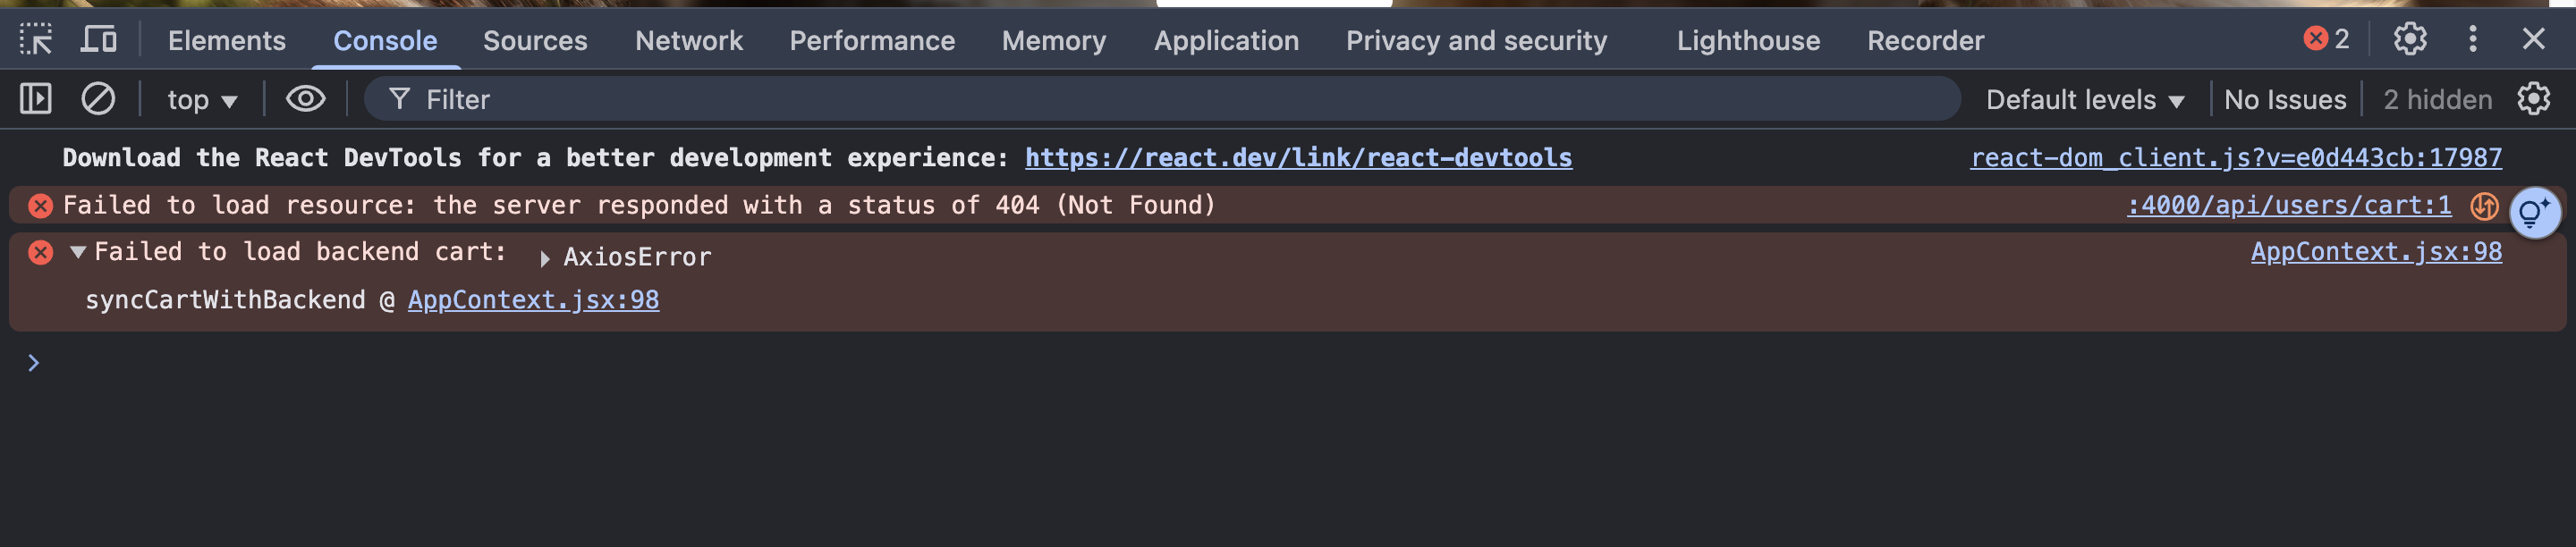 Elements Console Sources Network Performance Memory Application Privacy and security Lighthouse Recorder 2
top Filter Default levels No Issues 2 hidden
Download the React DevTools for a better development experience: https://react.dev/link/react-devtools react-dom_client.js?v=e0d443cb:17987
Failed to load resource: the server responded with a status of 404 (Not Found) :4000/api/users/cart:1
Failed to load backend cart: AxiosError AppContext.jsx:98
syncCartWithBackend @ AppContext.jsx:98